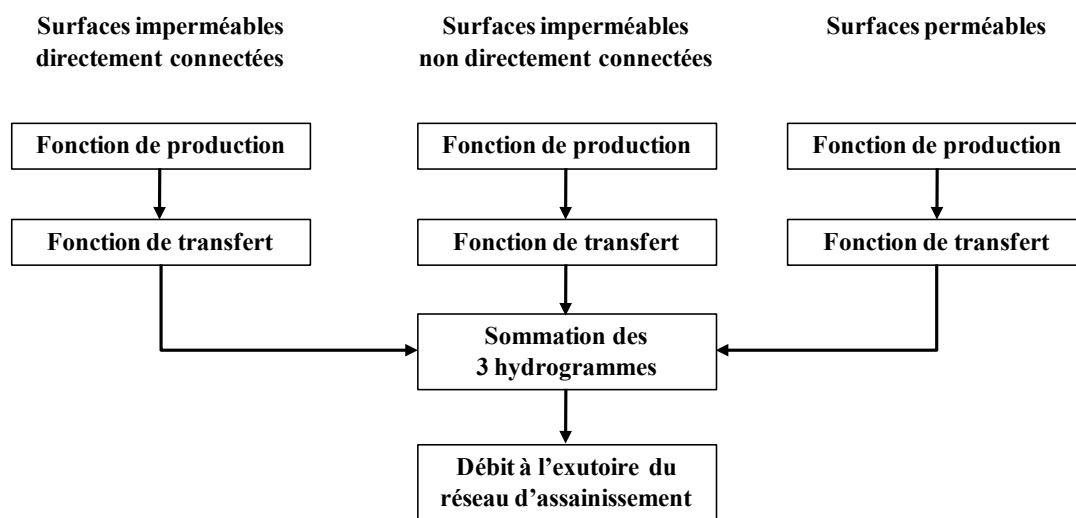 Surfaces imperméables
directement connectées
Surfaces imperméables
non directement connectées
Surfaces perméables
Fonction de production
Fonction de production
Fonction de production
Fonction de transfert
Fonction de transfert
Fonction de transfert
Sommation des
3 hydrogrammes
Débit à l’exutoire du
réseau d’assainissement